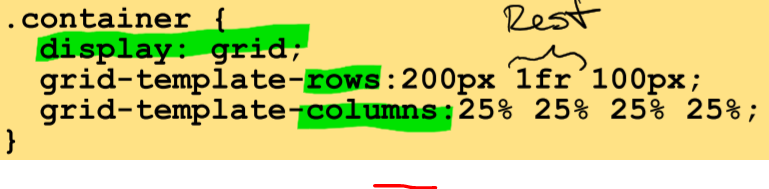 .container {
Rest
display: grid;
grid-template-rows:200px 1fr 100px;
grid-template-columns:25% 25% 25% 25%;
}